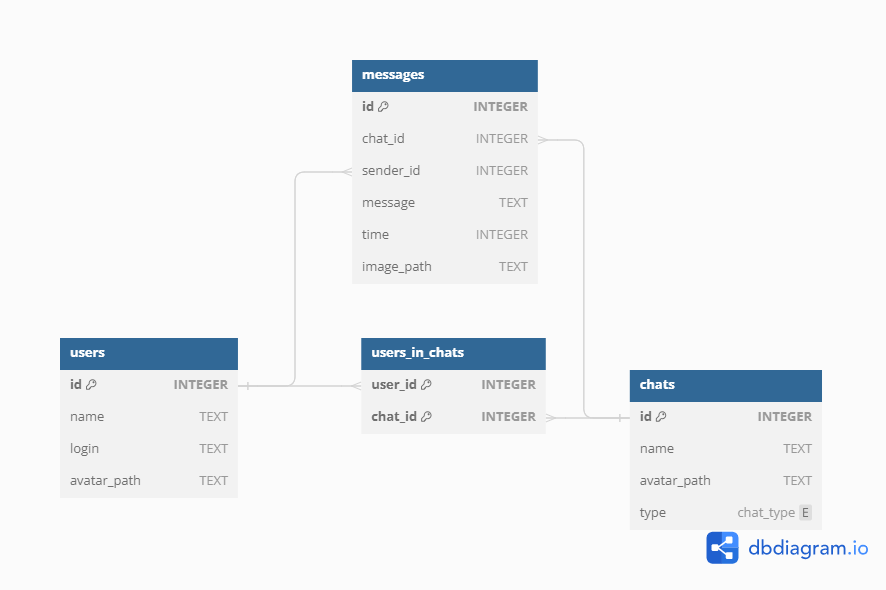 messages
id INTEGER
chat_id INTEGER
sender_id INTEGER
message TEXT
time INTEGER
image_path TEXT
users
id INTEGER
name TEXT
login TEXT
avatar_path TEXT
users_in_chats
user_id INTEGER
chat_id INTEGER
chats
id INTEGER
name TEXT
avatar_path TEXT
type chat_type E
dbdiagram.io